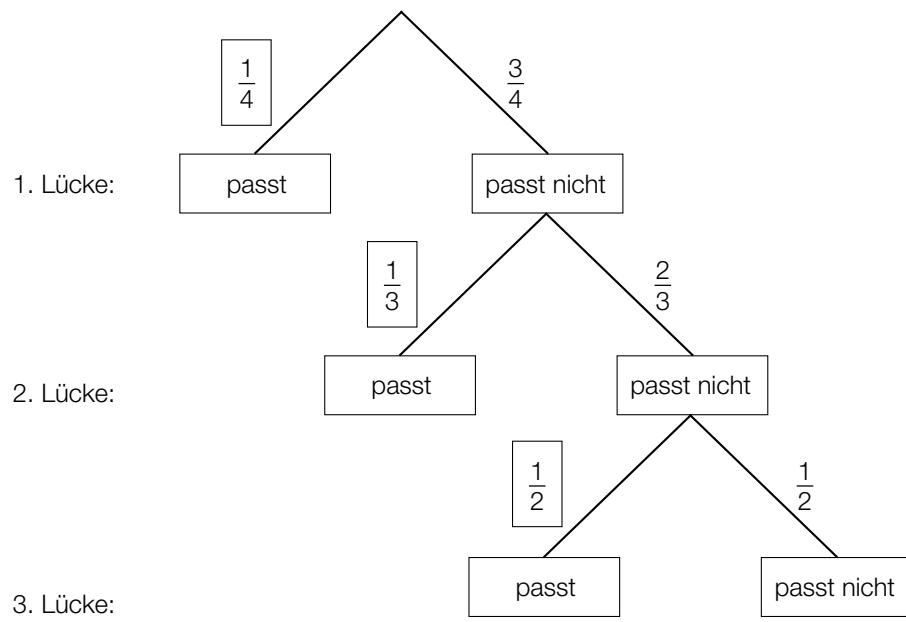 1/4 3/4
1. Lücke: passt passt nicht
1/3 2/3
2. Lücke: passt passt nicht
1/2 1/2
3. Lücke: passt passt nicht